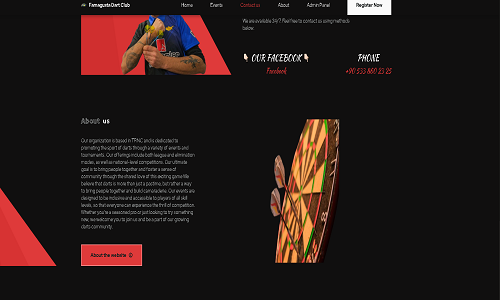 Famagusta Dart Club
Home Events Contact us About Admin Panel Register Now
We are available 24/7. Feel free to contact us using methods
below.
👇 OUR FACEBOOK 👇
Facebook
PHONE
+90 533 860 25 25
About us
Our organization is based in TRNC and is dedicated to
promoting the sport of darts through a variety of events and
tournaments. Our offerings include both league and elimination
modes, as well as national-level competitions. Our ultimate
goal is to bring people together and foster a sense of
community through the shared love of this exciting game. We
believe that darts is more than just a pastime, but rather a way
to bring people together and build camaraderie. Our events are
designed to be inclusive and accessible to players of all skill
levels, so that everyone can experience the thrill of competition.
Whether you're a seasoned pro or just looking to try something
new, we welcome you to join us and be a part of our growing
darts community.
About the website